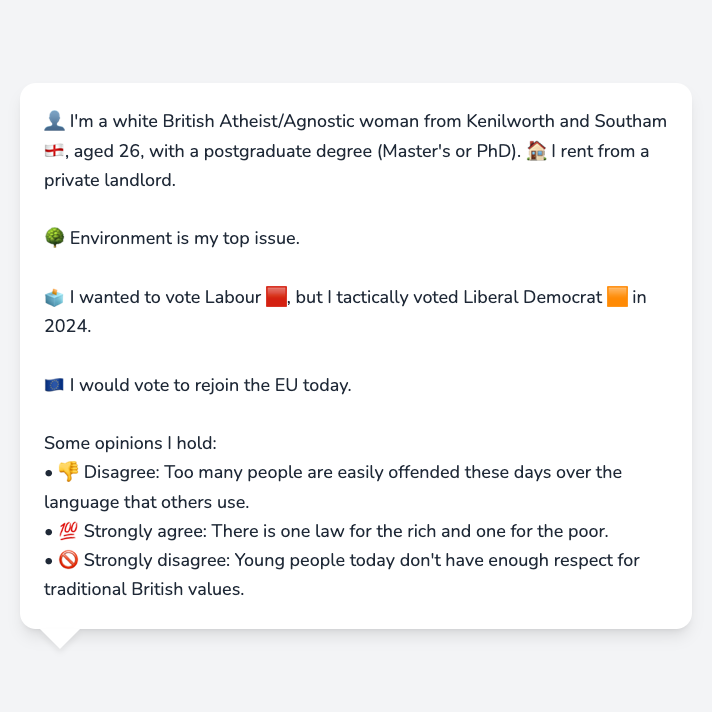 👤 I'm a white British Atheist/Agnostic woman from Kenilworth and Southam
🏴󠁧󠁢󠁥󠁮󠁧󠁿, aged 26, with a postgraduate degree (Master's or PhD). 🏠 I rent from a
private landlord.
🌳 Environment is my top issue.
🗳️ I wanted to vote Labour 🟥, but I tactically voted Liberal Democrat 🟧 in
2024.
🇪🇺 I would vote to rejoin the EU today.
Some opinions I hold:
• 👎 Disagree: Too many people are easily offended these days over the
language that others use.
• 💯 Strongly agree: There is one law for the rich and one for the poor.
• 🚫 Strongly disagree: Young people today don't have enough respect for
traditional British values.